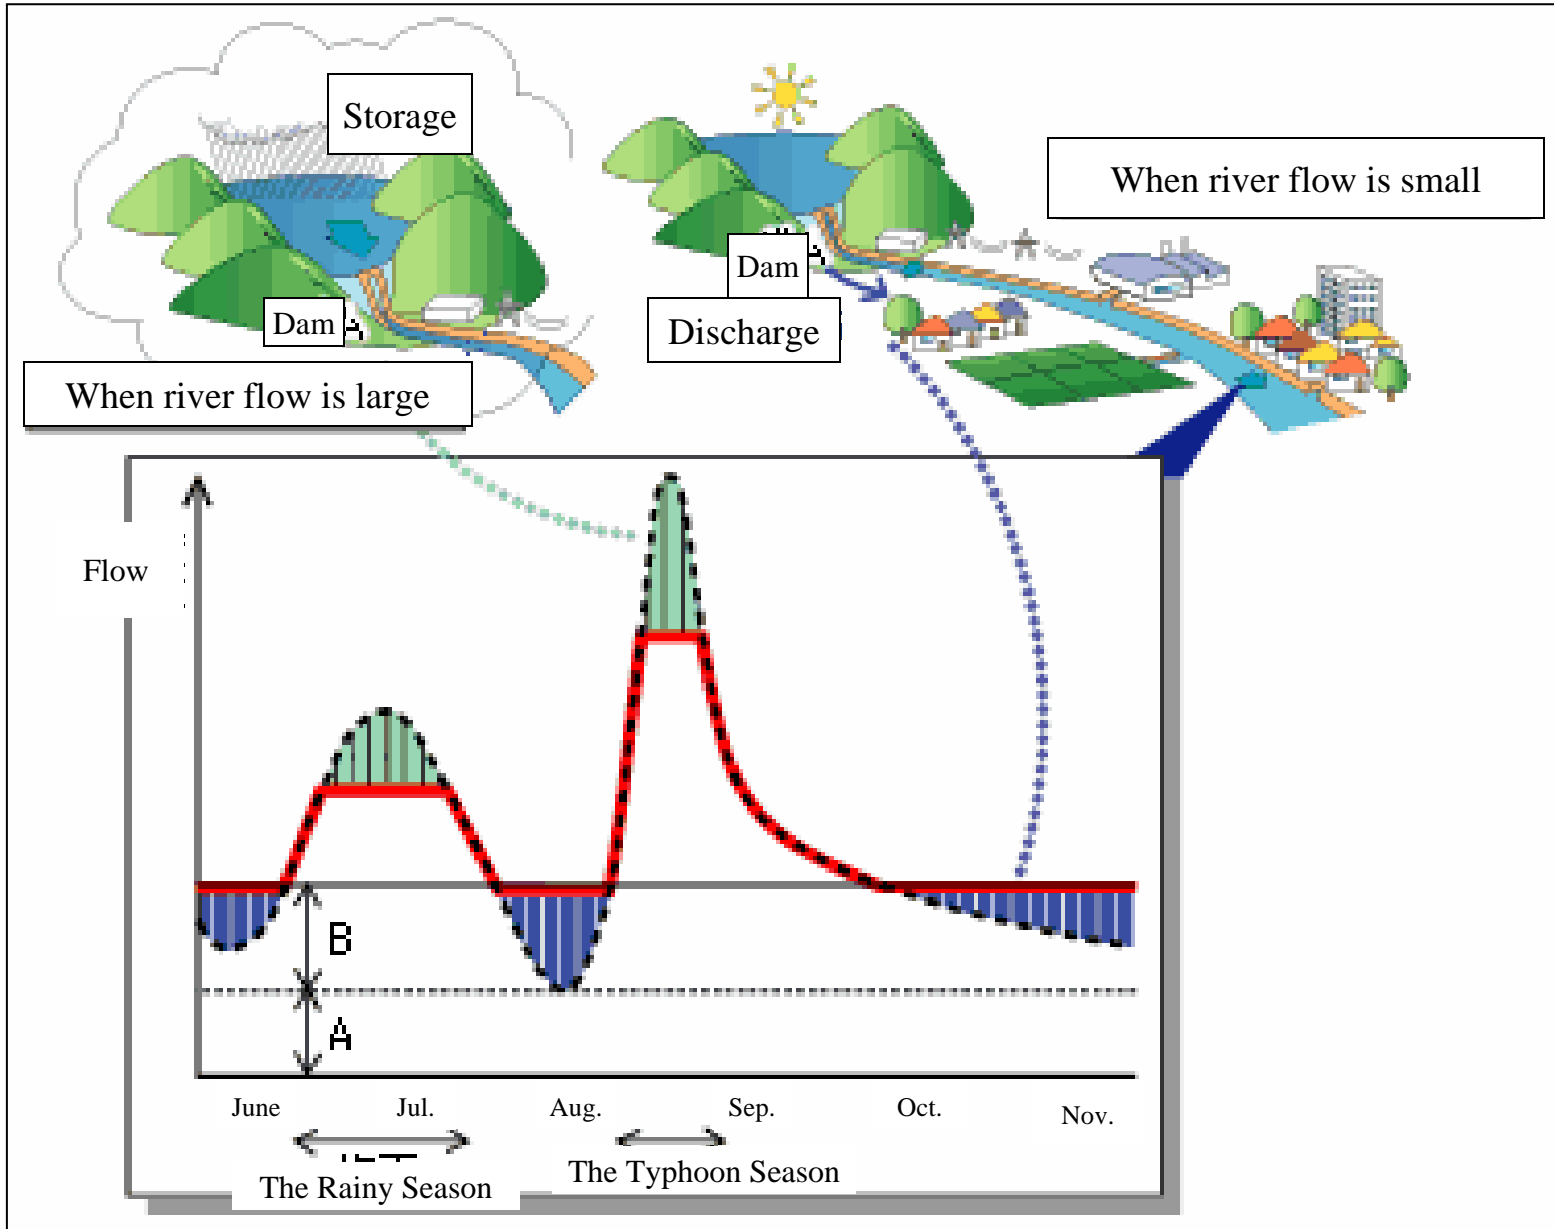 Storage
When river flow is small
Dam
Dam
Discharge
When river flow is large
Flow
B
A
June
Jul.
Aug.
Sep.
Oct.
Nov.
The Rainy Season
The Typhoon Season